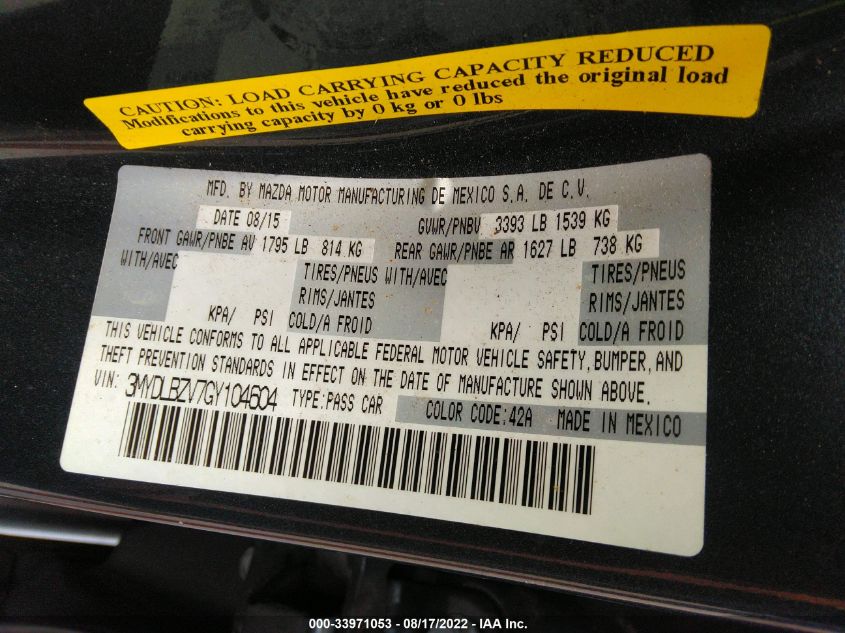 CAUTION: LOAD CARRYING CAPACITY REDUCED
Modifications to this vehicle have reduced the original load
carrying capacity by 0 kg or 0 lbs
MFD. BY MAZDA MOTOR MANUFACTURING DE MEXICO S.A. DE C.V.
DATE 08/15 GVWR/PNBV 3393 LB 1539 KG
FRONT GAWR/PNBE AV 1795 LB 814 KG REAR GAWR/PNBE AR 1627 LB 738 KG
WITH/AVEC TIRES/PNEUS WITH/AVEC TIRES/PNEUS
RIMS/JANTES RIMS/JANTES
KPA/ PSI COLD/A FROID KPA/ PSI COLD/A FROID
THIS VEHICLE CONFORMS TO ALL APPLICABLE FEDERAL MOTOR VEHICLE SAFETY, BUMPER, AND
THEFT PREVENTION STANDARDS IN EFFECT ON THE DATE OF MANUFACTURE SHOWN ABOVE.
VIN: 3MYDLBZV7GY104604 TYPE: PASS CAR COLOR CODE: 42A MADE IN MEXICO
000-33971053 - 08/17/2022 - IAA Inc.